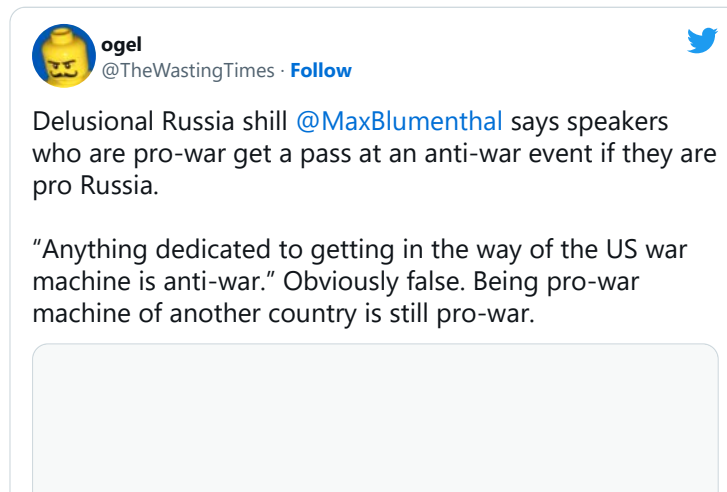 ogel
@TheWastingTimes · Follow
Delusional Russia shill @MaxBlumenthal says speakers
who are pro-war get a pass at an anti-war event if they are
pro Russia.
“Anything dedicated to getting in the way of the US war
machine is anti-war.” Obviously false. Being pro-war
machine of another country is still pro-war.